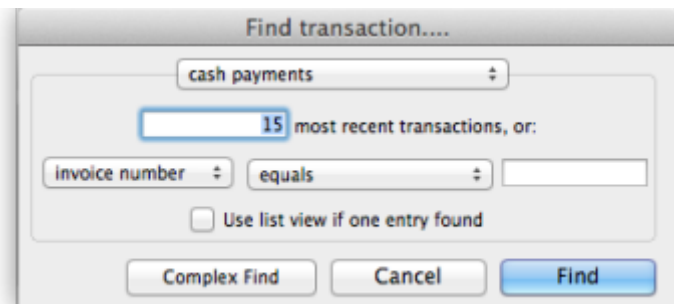 Find transaction....
cash payments
15 most recent transactions, or:
invoice number equals
Use list view if one entry found
Complex Find Cancel Find